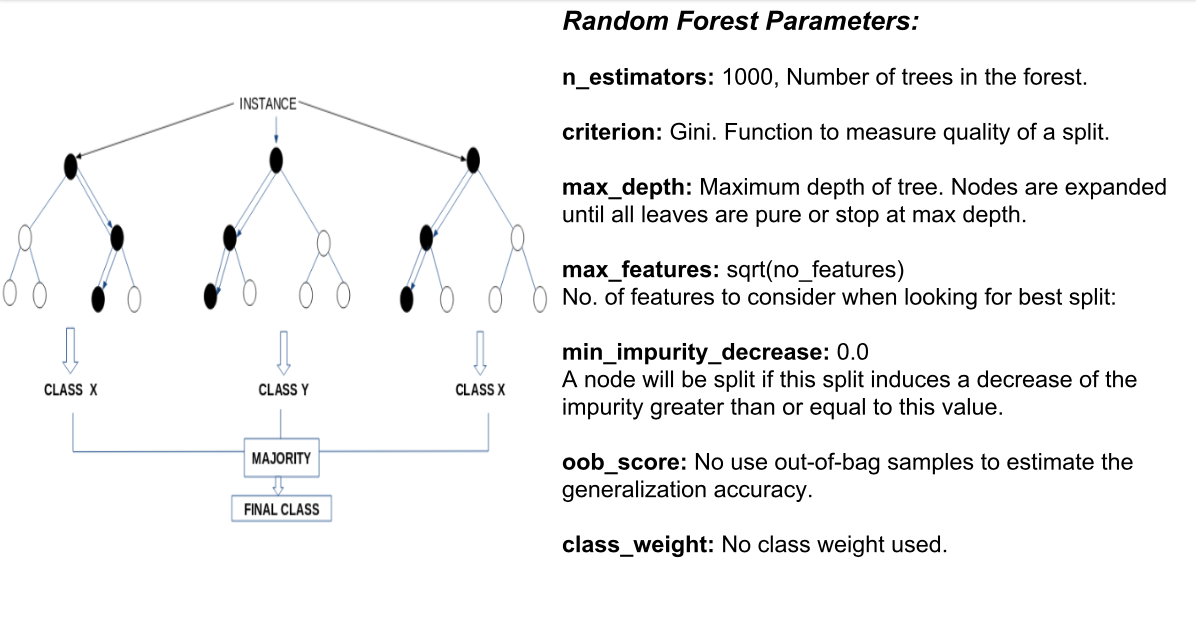 Random Forest Parameters:
n_estimators: 1000, Number of trees in the forest.
criterion: Gini. Function to measure quality of a split.
max_depth: Maximum depth of tree. Nodes are expanded
until all leaves are pure or stop at max depth.
max_features: sqrt(no_features)
No. of features to consider when looking for best split:
min_impurity_decrease: 0.0
A node will be split if this split induces a decrease of the
impurity greater than or equal to this value.
oob_score: No use out-of-bag samples to estimate the
generalization accuracy.
class_weight: No class weight used.
INSTANCE
CLASS X
CLASS Y
CLASS X
MAJORITY
FINAL CLASS